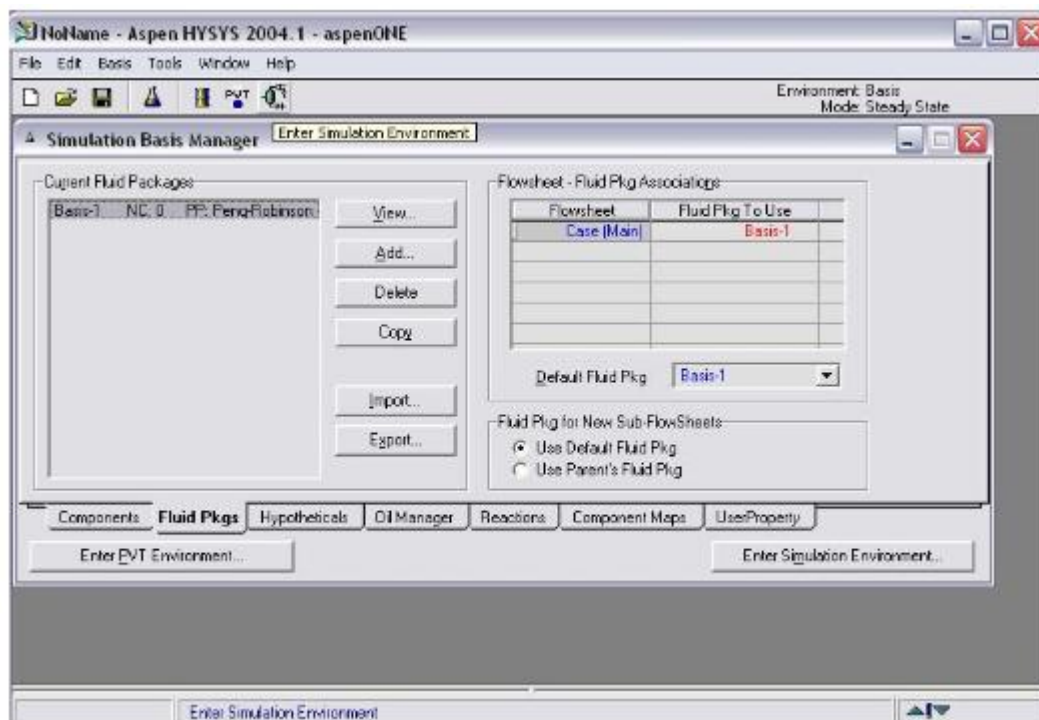 NoName - Aspen HYSYS 2004.1 - aspenONE
File Edit Basis Tools Window Help
PVT
Environment: Basis
Mode: Steady State
Enter Simulation Environment
Simulation Basis Manager
Current Fluid Packages
Basis-1 NC: 0 PP: Peng-Robinson
View...
Add...
Delete
Copy
Import...
Export...
Flowsheet - Fluid Pkg Associations
Flowsheet Fluid Pkg To Use
Case (Main) Basis-1
Default Fluid Pkg Basis-1
Fluid Pkg for New Sub-FlowSheets
Use Default Fluid Pkg
Use Parent's Fluid Pkg
Components Fluid Pkgs Hypotheticals Oil Manager Reactions Component Maps UserProperty
Enter PVT Environment... Enter Simulation Environment...
Enter Simulation Environment